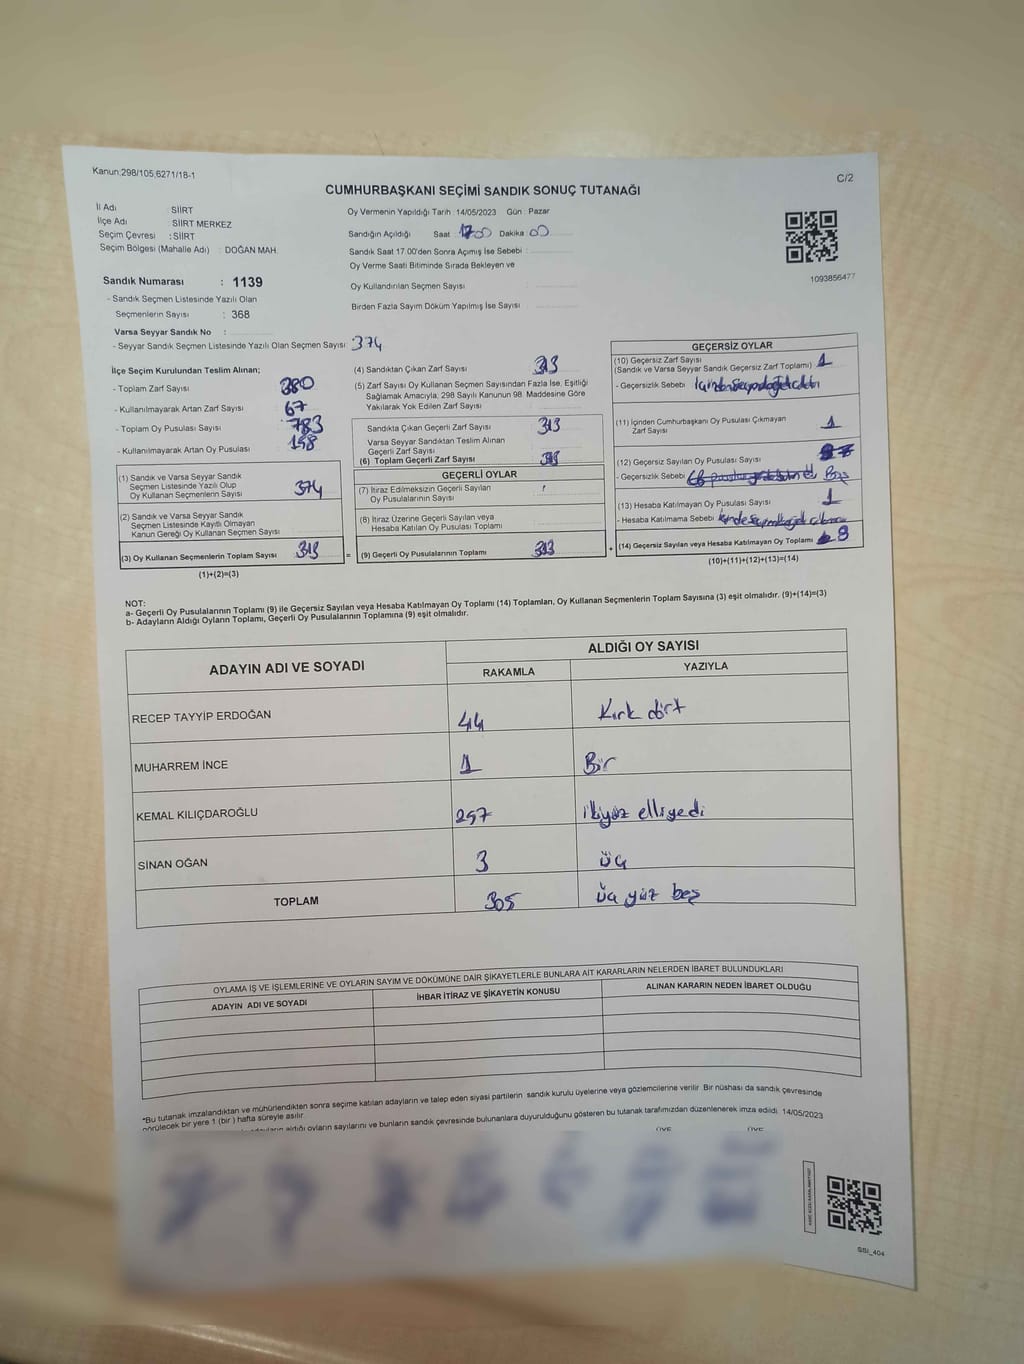 Kanun;298/105,6271/18-1
C/2
CUMHURBAŞKANI SEÇİMİ SANDIK SONUÇ TUTANAĞI
İl Adı : SİİRT
İlçe Adı : SİİRT MERKEZ
Seçim Çevresi : SİİRT
Seçim Bölgesi (Mahalle Adı) : DOĞAN MAH.
Oy Vermenin Yapıldığı Tarih :14/05/2023 Gün : Pazar
Sandığın Açıldığı Saat : 17:00 Dakika 00
Sandık Saat 17.00'den Sonra Açılmış İse Sebebi :
Oy Verme Saati Bitiminde Sırada Bekleyen ve
Oy Kullandırılan Seçmen Sayısı :
Birden Fazla Sayım Döküm Yapılmış İse Sayısı :
1093856477
Sandık Numarası : 1139
- Sandık Seçmen Listesinde Yazılı Olan
Seçmenlerin Sayısı : 368
Varsa Seyyar Sandık No :
- Seyyar Sandık Seçmen Listesinde Yazılı Olan Seçmen Sayısı: 374
İlçe Seçim Kurulundan Teslim Alınan;
- Toplam Zarf Sayısı : 380
- Kullanılmayarak Artan Zarf Sayısı : 67
- Toplam Oy Pusulası Sayısı : 783
- Kullanılmayarak Artan Oy Pusulası : 158
(1) Sandık ve Varsa Seyyar Sandık
Seçmen Listesinde Yazılı Olup
Oy Kullanan Seçmenlerin Sayısı 374
(2) Sandık ve Varsa Seyyar Sandık
Seçmen Listesinde Kayıtlı Olmayan
Kanun Gereği Oy Kullanan Seçmen Sayısı
(3) Oy Kullanan Seçmenlerin Toplam Sayısı 313
(1)+(2)=(3)
(4) Sandıktan Çıkan Zarf Sayısı : 313
(5) Zarf Sayısı Oy Kullanan Seçmen Sayısından Fazla İse, Eşitliği
Sağlamak Amacıyla, 298 Sayılı Kanunun 98. Maddesine Göre
Yakılarak Yok Edilen Zarf Sayısı :
Sandıkta Çıkan Geçerli Zarf Sayısı : 313
Varsa Seyyar Sandıktan Teslim Alınan
Geçerli Zarf Sayısı
(6) Toplam Geçerli Zarf Sayısı : 313
GEÇERLİ OYLAR
(7) İtiraz Edilmeksizin Geçerli Sayılan
Oy Pusulalarının Sayısı
(8) İtiraz Üzerine Geçerli Sayılan veya
Hesaba Katılan Oy Pusulası Toplamı
= (9) Geçerli Oy Pusulalarının Toplamı 313 +
GEÇERSİZ OYLAR
(10) Geçersiz Zarf Sayısı
(Sandık ve Varsa Seyyar Sandık Geçersiz Zarf Toplamı) : 1
- Geçersizlik Sebebi :
(11) İçinden Cumhurbaşkanı Oy Pusulası Çıkmayan
Zarf Sayısı : 1
(12) Geçersiz Sayılan Oy Pusulası Sayısı
- Geçersizlik Sebebi :
(13) Hesaba Katılmayan Oy Pusulası Sayısı : 1
- Hesaba Katılmama Sebebi :
(14) Geçersiz Sayılan veya Hesaba Katılmayan Oy Toplamı 8
(10)+(11)+(12)+(13)=(14)
NOT:
a- Geçerli Oy Pusulalarının Toplamı (9) ile Geçersiz Sayılan veya Hesaba Katılmayan Oy Toplamı (14) Toplamları, Oy Kullanan Seçmenlerin Toplam Sayısına (3) eşit olmalıdır. (9)+(14)=(3)
b- Adayların Aldığı Oyların Toplamı, Geçerli Oy Pusulalarının Toplamına (9) eşit olmalıdır.
ADAYIN ADI VE SOYADI ALDIĞI OY SAYISI
RAKAMLA YAZIYLA
RECEP TAYYİP ERDOĞAN 44 Kırk dört
MUHARREM İNCE 1 Bir
KEMAL KILIÇDAROĞLU 257 ikiyüz elliyedi
SİNAN OĞAN 3 üç
TOPLAM 305 üç yüz beş
OYLAMA İŞ VE İŞLEMLERİNE VE OYLARIN SAYIM VE DÖKÜMÜNE DAİR ŞİKAYETLERLE BUNLARA AİT KARARLARIN NELERDEN İBARET BULUNDUKLARI
ADAYIN ADI VE SOYADI İHBAR İTİRAZ VE ŞİKAYETİN KONUSU ALINAN KARARIN NEDEN İBARET OLDUĞU
*Bu tutanak imzalandıktan ve mühürlendikten sonra seçime katılan adayların ve talep eden siyasi partilerin sandık kurulu üyelerine veya gözlemcilerine verilir. Bir nüshası da sandık çevresinde
görülecek bir yere 1 (bir) hafta süreyle asılır.
aldığı oyların sayılarını ve bunların sandık çevresinde bulunanlara duyurulduğunu gösteren bu tutanak tarafımızdan düzenlenerek imza edildi. 14/05/2023
ÜYE ÜYE
GSI_404